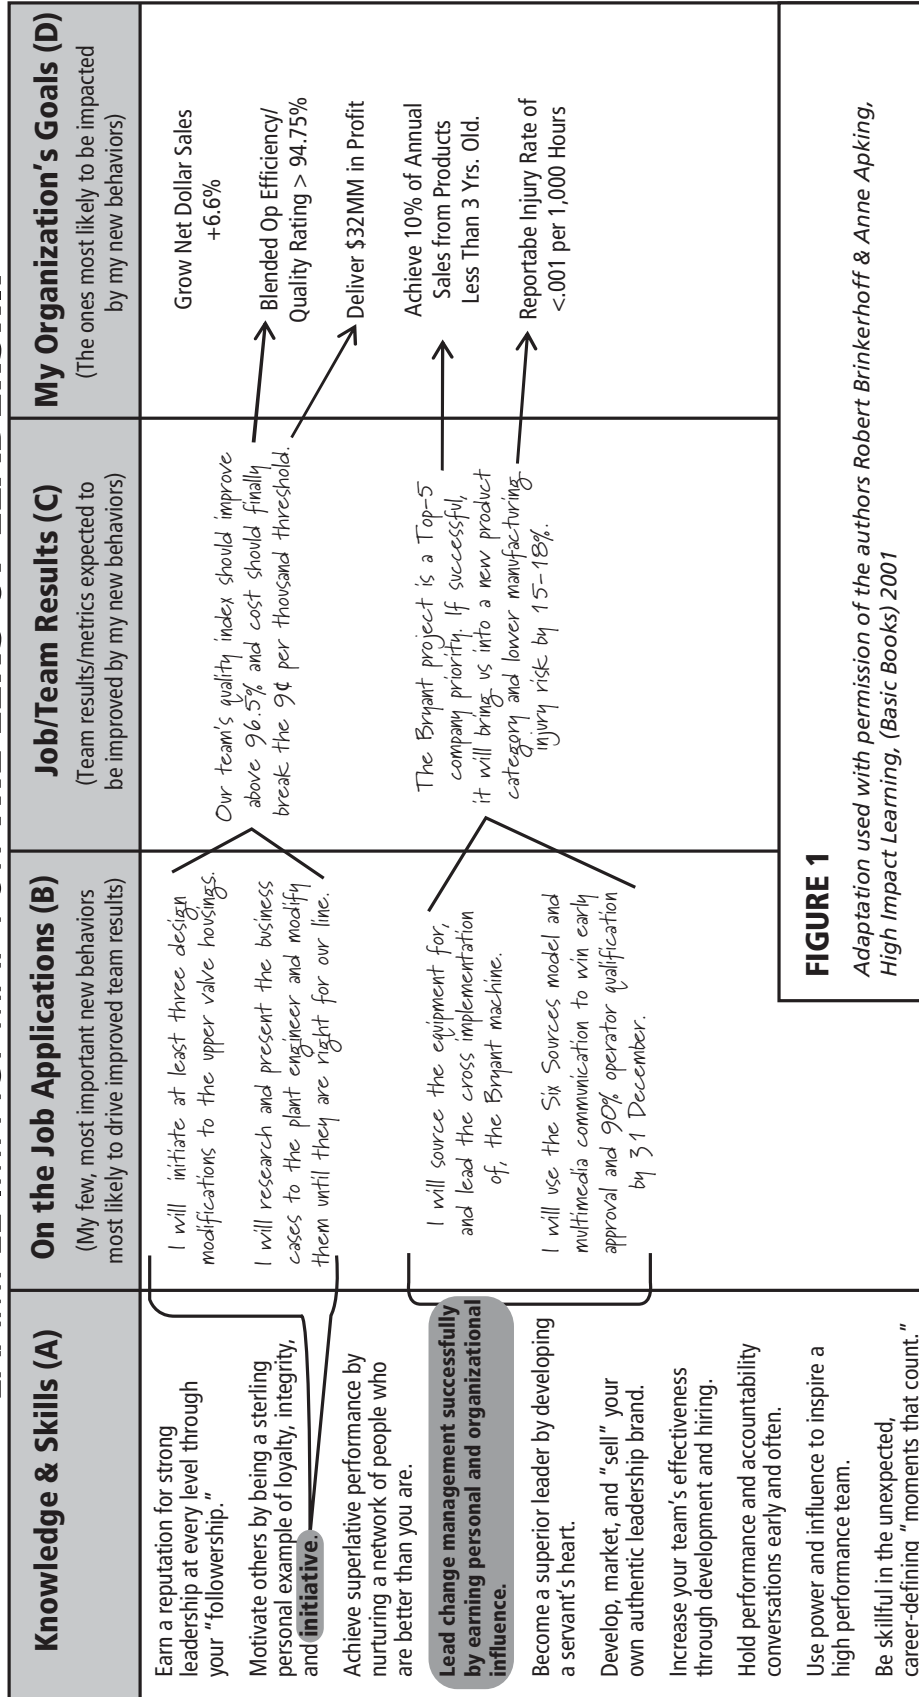 Knowledge & Skills (A)
Earn a reputation for strong
leadership at every level through
your "followership."
Motivate others by being a sterling
personal example of loyalty, integrity,
and initiative.
Achieve superlative performance by
nurturing a network of people who
are better than you are.
Lead change management successfully
by earning personal and organizational
influence.
Become a superior leader by developing
a servant's heart.
Develop, market, and "sell" your
own authentic leadership brand.
Increase your team's effectiveness
through development and hiring.
Hold performance and accountability
conversations early and often.
Use power and influence to inspire a
high performance team.
Be skillful in the unexpected,
career-defining "moments that count."
On the Job Applications (B)
(My few, most important new behaviors
most likely to drive improved team results)
I will initiate at least three design
modifications to the upper valve housings.
I will research and present the business
cases to the plant engineer and modify
them until they are right for our line.
I will source the equipment for,
and lead the cross implementation
of, the Bryant machine.
I will use the Six Sources model and
multimedia communication to win early
approval and 90% operator qualification
by 31 December.
Job/Team Results (C)
(Team results/metrics expected to
be improved by my new behaviors)
Our team's quality index should improve
above 96.5% and cost should finally
break the 9¢ per thousand threshold.
The Bryant project is a Top-5
company priority. If successful,
it will bring us into a new product
category and lower manufacturing
injury risk by 15-18%.
My Organization's Goals (D)
(The ones most likely to be impacted
by my new behaviors)
Grow Net Dollar Sales
+6.6%
Blended Op Efficiency/
Quality Rating > 94.75%
Deliver $32MM in Profit
Achieve 10% of Annual
Sales from Products
Less Than 3 Yrs. Old.
Reportabe Injury Rate of
<.001 per 1,000 Hours
FIGURE 1
Adaptation used with permission of the authors Robert Brinkerhoff & Anne Apking,
High Impact Learning, (Basic Books) 2001